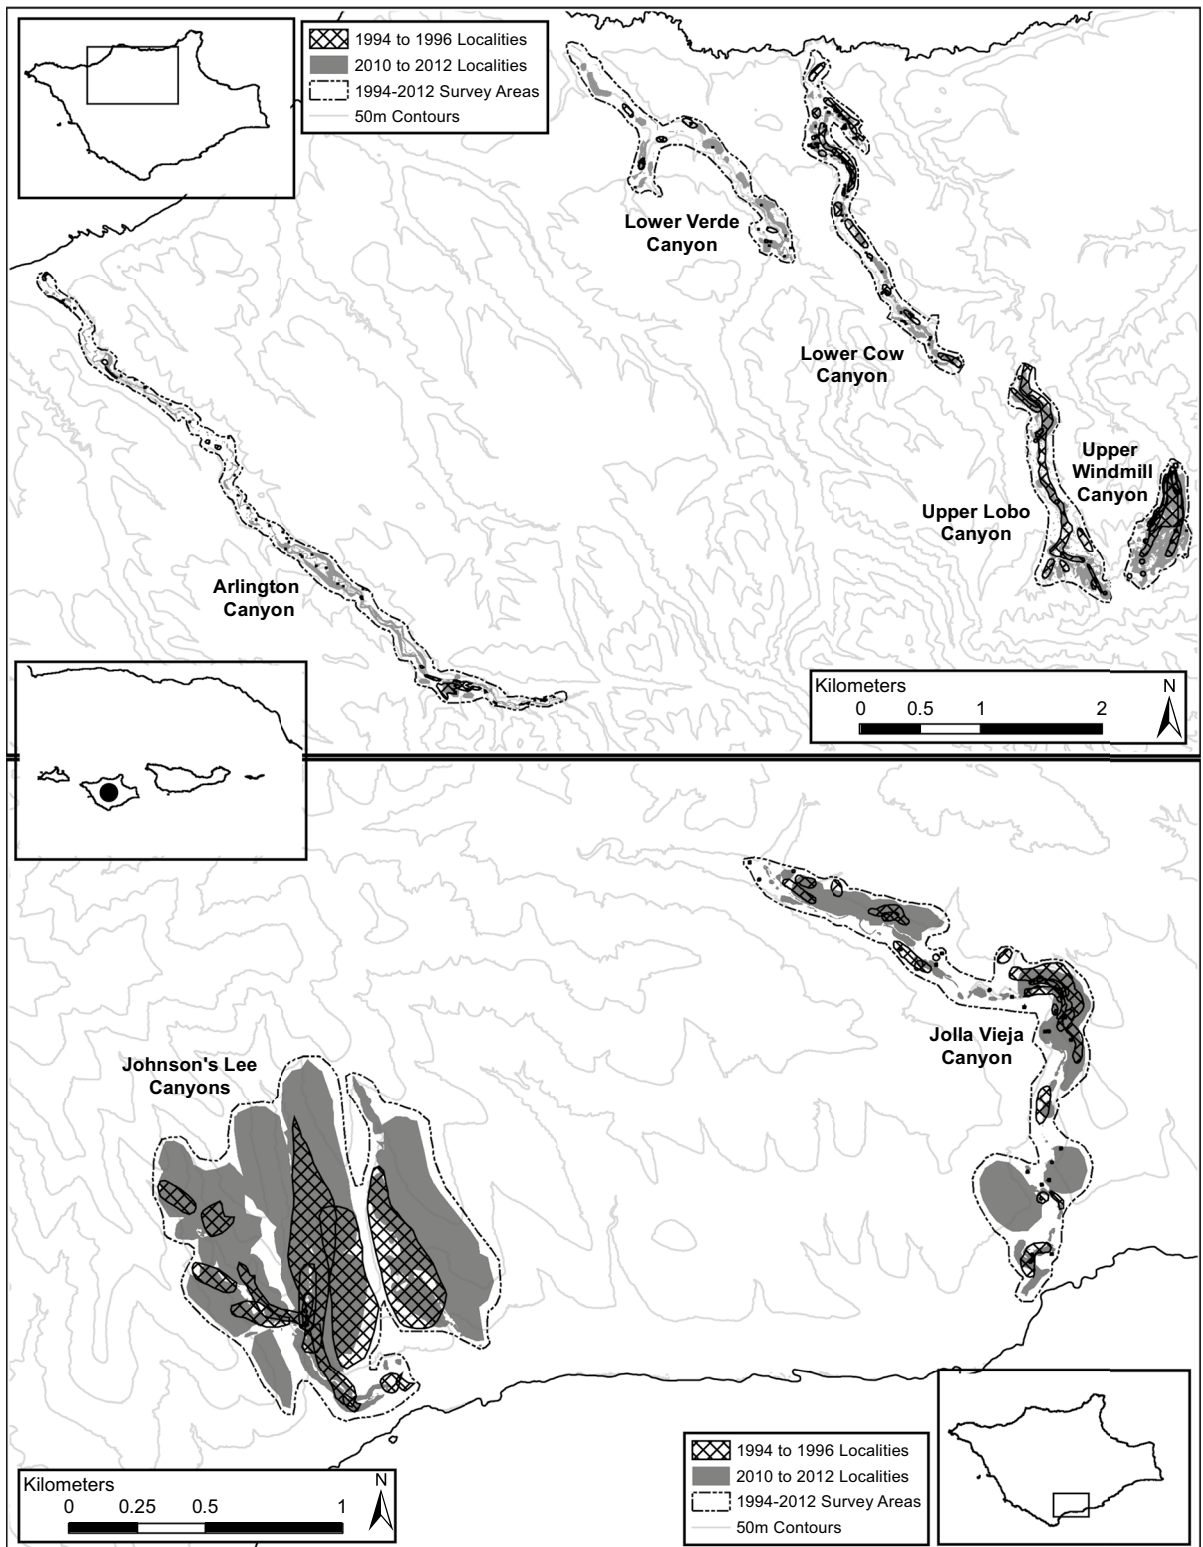 1994 to 1996 Localities
2010 to 2012 Localities
1994-2012 Survey Areas
50m Contours
Lower Verde
Canyon
Lower Cow
Canyon
Upper
Windmill
Canyon
Upper Lobo
Canyon
Arlington
Canyon
Kilometers
N
0 0.5 1 2
Jolla Vieja
Canyon
Johnson's Lee
Canyons
Kilometers
N
0 0.25 0.5 1
1994 to 1996 Localities
2010 to 2012 Localities
1994-2012 Survey Areas
50m Contours